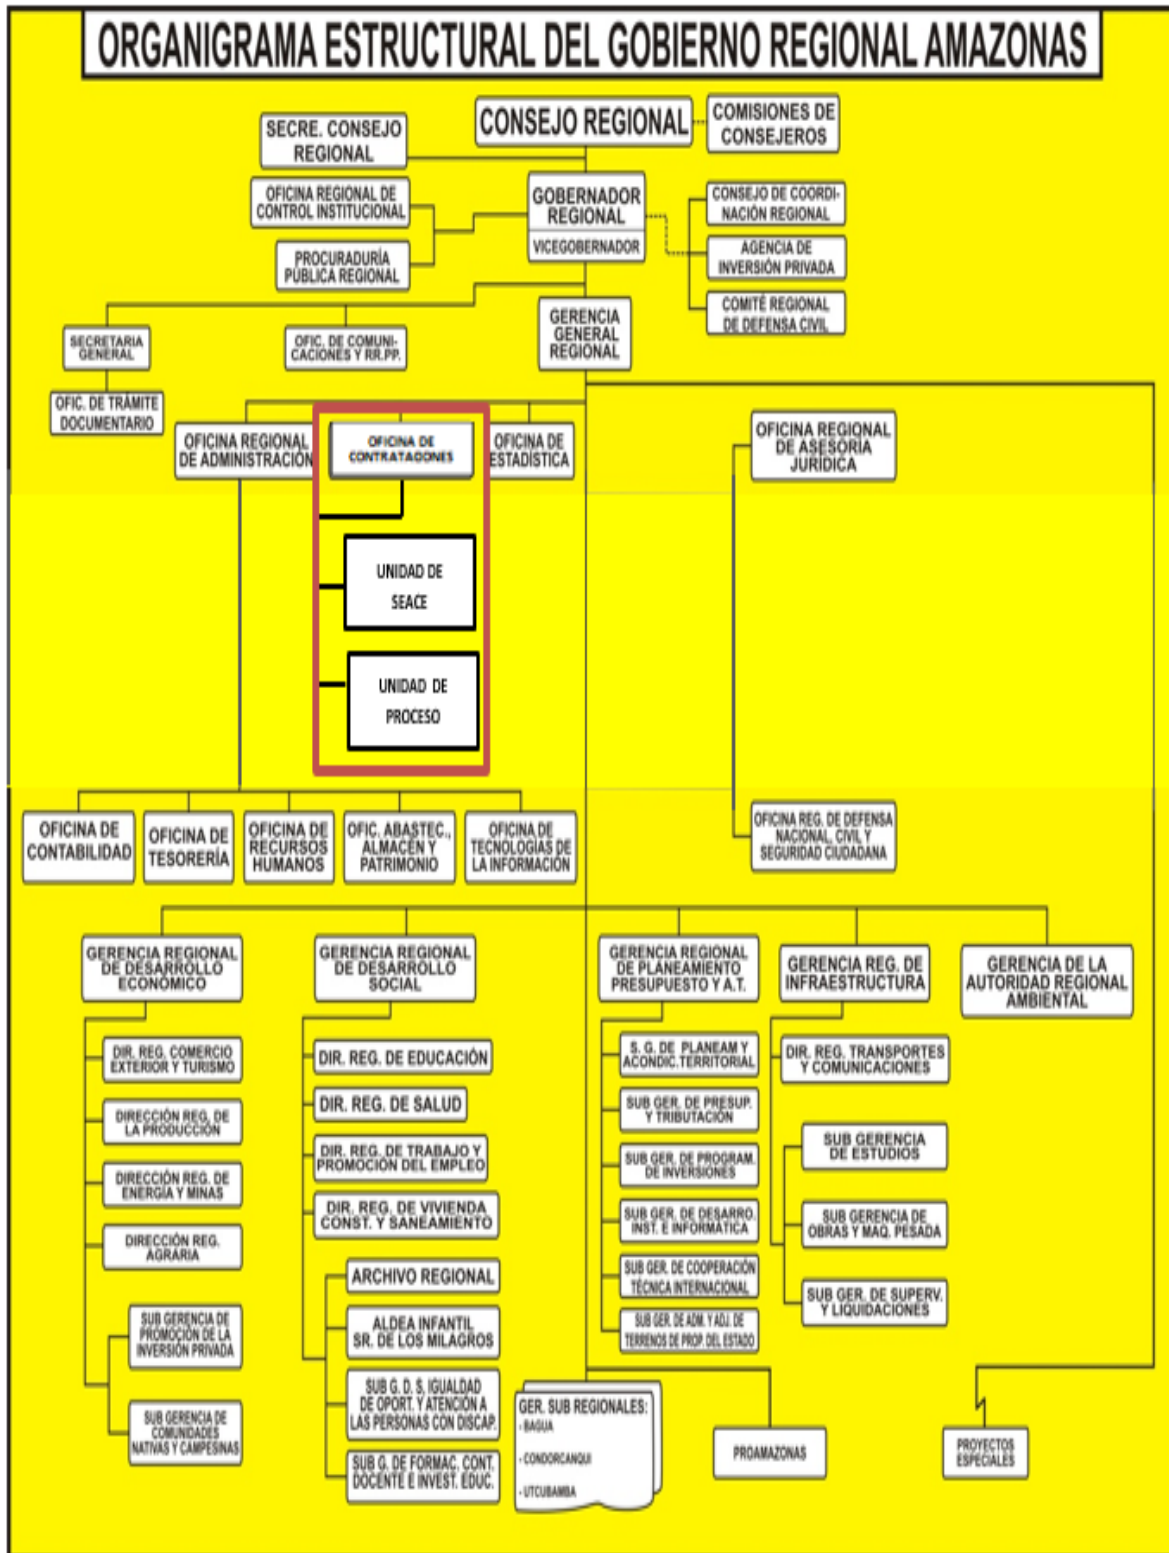 ORGANIGRAMA ESTRUCTURAL DEL GOBIERNO REGIONAL AMAZONAS
CONSEJO REGIONAL
COMISIONES DE
CONSEJEROS
SECRE. CONSEJO
REGIONAL
OFICINA REGIONAL DE
CONTROL INSTITUCIONAL
GOBERNADOR
REGIONAL
VICEGOBERNADOR
CONSEJO DE COORDI-
NACIÓN REGIONAL
PROCURADURÍA
PÚBLICA REGIONAL
AGENCIA DE
INVERSIÓN PRIVADA
COMITÉ REGIONAL
DE DEFENSA CIVIL
GERENCIA
GENERAL
REGIONAL
SECRETARIA
GENERAL
OFIC. DE COMUNI-
CACIONES Y RR.PP.
OFIC. DE TRÁMITE
DOCUMENTARIO
OFICINA REGIONAL
DE ADMINISTRACIÓN
OFICINA DE
CONTRATADONES
OFICINA DE
ESTADÍSTICA
OFICINA REGIONAL
DE ASESORÍA
JURÍDICA
UNIDAD DE
SEACE
UNIDAD DE
PROCESO
OFICINA DE
CONTABILIDAD
OFICINA DE
TESORERÍA
OFICINA DE
RECURSOS
HUMANOS
OFIC. ABASTEC.,
ALMACÉN Y
PATRIMONIO
OFICINA DE
TECNOLOGÍAS DE
LA INFORMACIÓN
OFICINA REG. DE DEFENSA
NACIONAL, CIVIL Y
SEGURIDAD CIUDADANA
GERENCIA REGIONAL
DE DESARROLLO
ECONÓMICO
GERENCIA REGIONAL
DE DESARROLLO
SOCIAL
GERENCIA REGIONAL
DE PLANEAMIENTO
PRESUPUESTO Y A.T.
GERENCIA REG. DE
INFRAESTRUCTURA
GERENCIA DE LA
AUTORIDAD REGIONAL
AMBIENTAL
DIR. REG. COMERCIO
EXTERIOR Y TURISMO
DIRECCIÓN REG. DE
LA PRODUCCIÓN
DIRECCIÓN REG. DE
ENERGÍA Y MINAS
DIRECCIÓN REG.
AGRARIA
SUB GERENCIA DE
PROMOCIÓN DE LA
INVERSIÓN PRIVADA
SUB GERENCIA DE
COMUNIDADES
NATIVAS Y CAMPESINAS
DIR. REG. DE EDUCACIÓN
DIR. REG. DE SALUD
DIR. REG. DE TRABAJO Y
PROMOCIÓN DEL EMPLEO
DIR. REG. DE VIVIENDA
CONST. Y SANEAMIENTO
ARCHIVO REGIONAL
ALDEA INFANTIL
SR. DE LOS MILAGROS
SUB G. D. S, IGUALDAD
DE OPORT. Y ATENCIÓN A
LAS PERSONAS CON DISCAP.
SUB G. DE FORMAC. CONT.
DOCENTE E INVEST. EDUC.
S. G. DE PLANEAM Y
ACONDIC.TERRITORIAL
SUB GER. DE PRESUP.
Y TRIBUTACIÓN
SUB GER. DE PROGRAM.
DE INVERSIONES
SUB GER. DE DESARRO.
INST. E INFORMÁTICA
SUB GER. DE COOPERACIÓN
TÉCNICA INTERNACIONAL
SUB GER. DE ADM. Y ADJ. DE
TERRENOS DE PROP. DEL ESTADO
DIR. REG. TRANSPORTES
Y COMUNICACIONES
SUB GERENCIA
DE ESTUDIOS
SUB GERENCIA DE
OBRAS Y MAQ. PESADA
SUB GER. DE SUPERV.
Y LIQUIDACIONES
GER. SUB REGIONALES:
- BAGUA
- CONDORCANQUI
- UTCUBAMBA
PROAMAZONAS
PROYECTOS
ESPECIALES